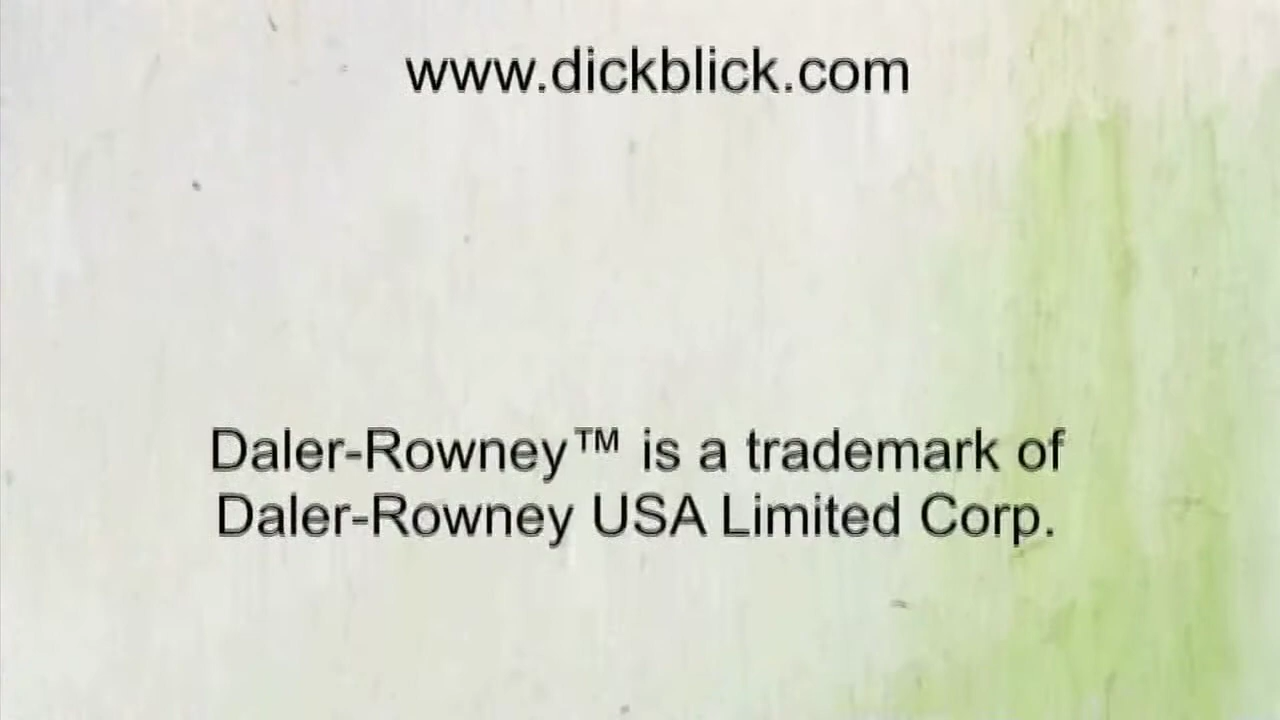 www.dickblick.com
Daler-Rowney™ is a trademark of
Daler-Rowney USA Limited Corp.